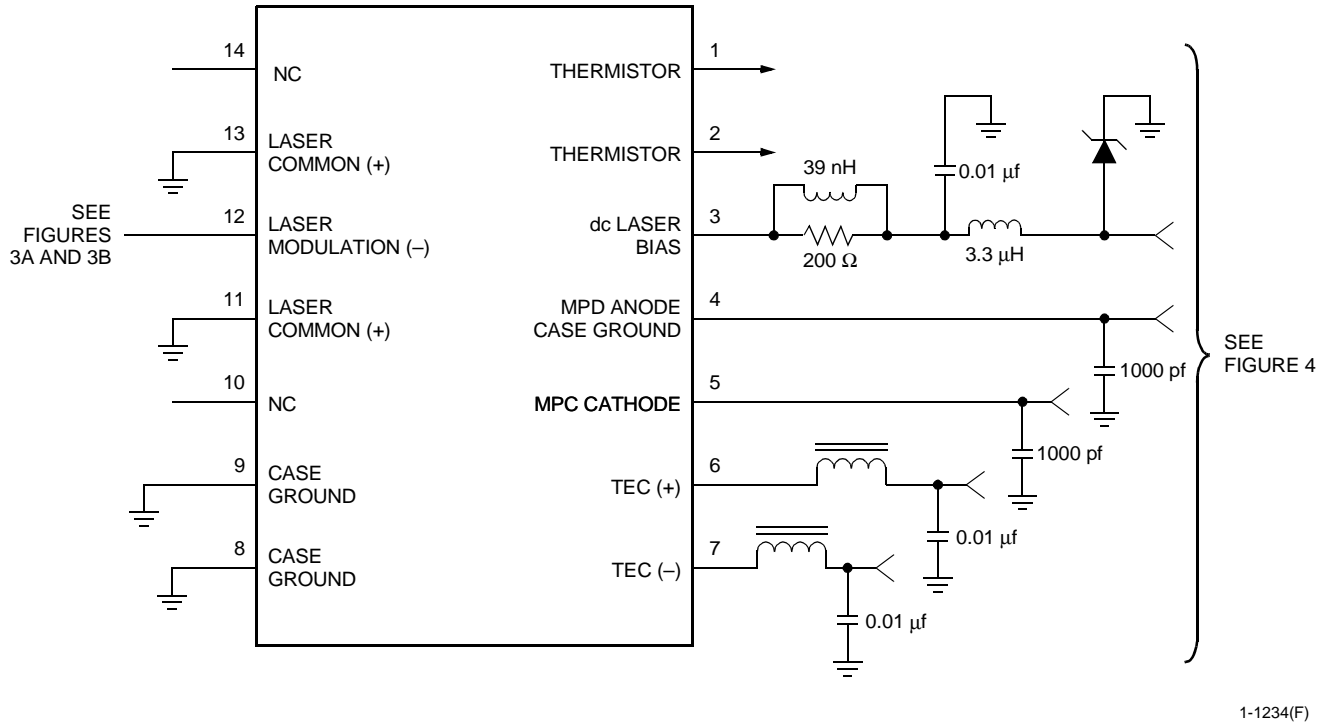 14
NC
13
LASER
COMMON (+)
SEE
FIGURES
3A AND 3B
12
LASER
MODULATION (–)
11
LASER
COMMON (+)
10
NC
9
CASE
GROUND
8
CASE
GROUND
1
THERMISTOR
2
THERMISTOR
3
dc LASER
BIAS
39 nH
200 Ω
0.01 μf
3.3 μH
4
MPD ANODE
CASE GROUND
1000 pf
5
MPC CATHODE
1000 pf
6
TEC (+)
0.01 μf
7
TEC (–)
0.01 μf
SEE
FIGURE 4
1-1234(F)